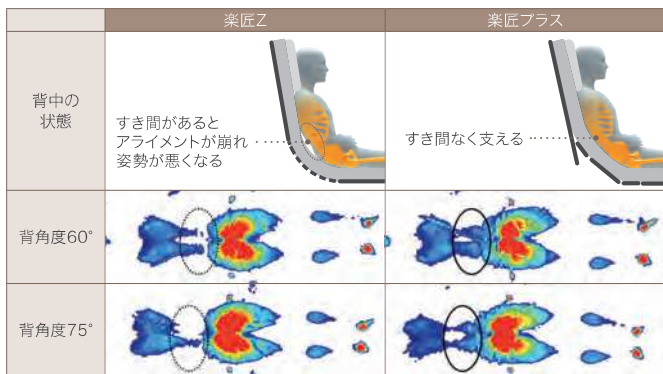 楽匠Z
楽匠プラス
背中の
状態
すき間があると
アライメントが崩れ
姿勢が悪くなる
すき間なく支える
背角度60°
背角度75°